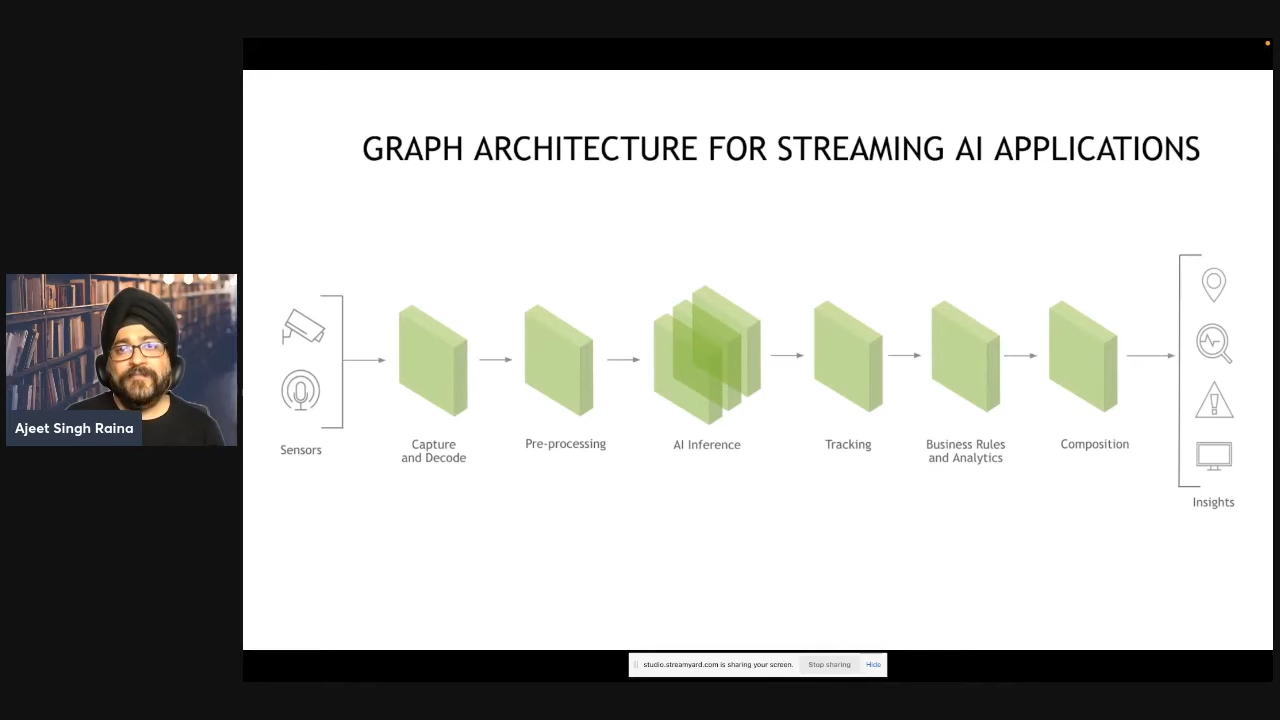 GRAPH ARCHITECTURE FOR STREAMING AI APPLICATIONS
Sensors
Capture
and Decode
Pre-processing
AI Inference
Tracking
Business Rules
and Analytics
Composition
Insights
Ajeet Singh Raina
studio.streamyard.com is sharing your screen.
Stop sharing
Hide